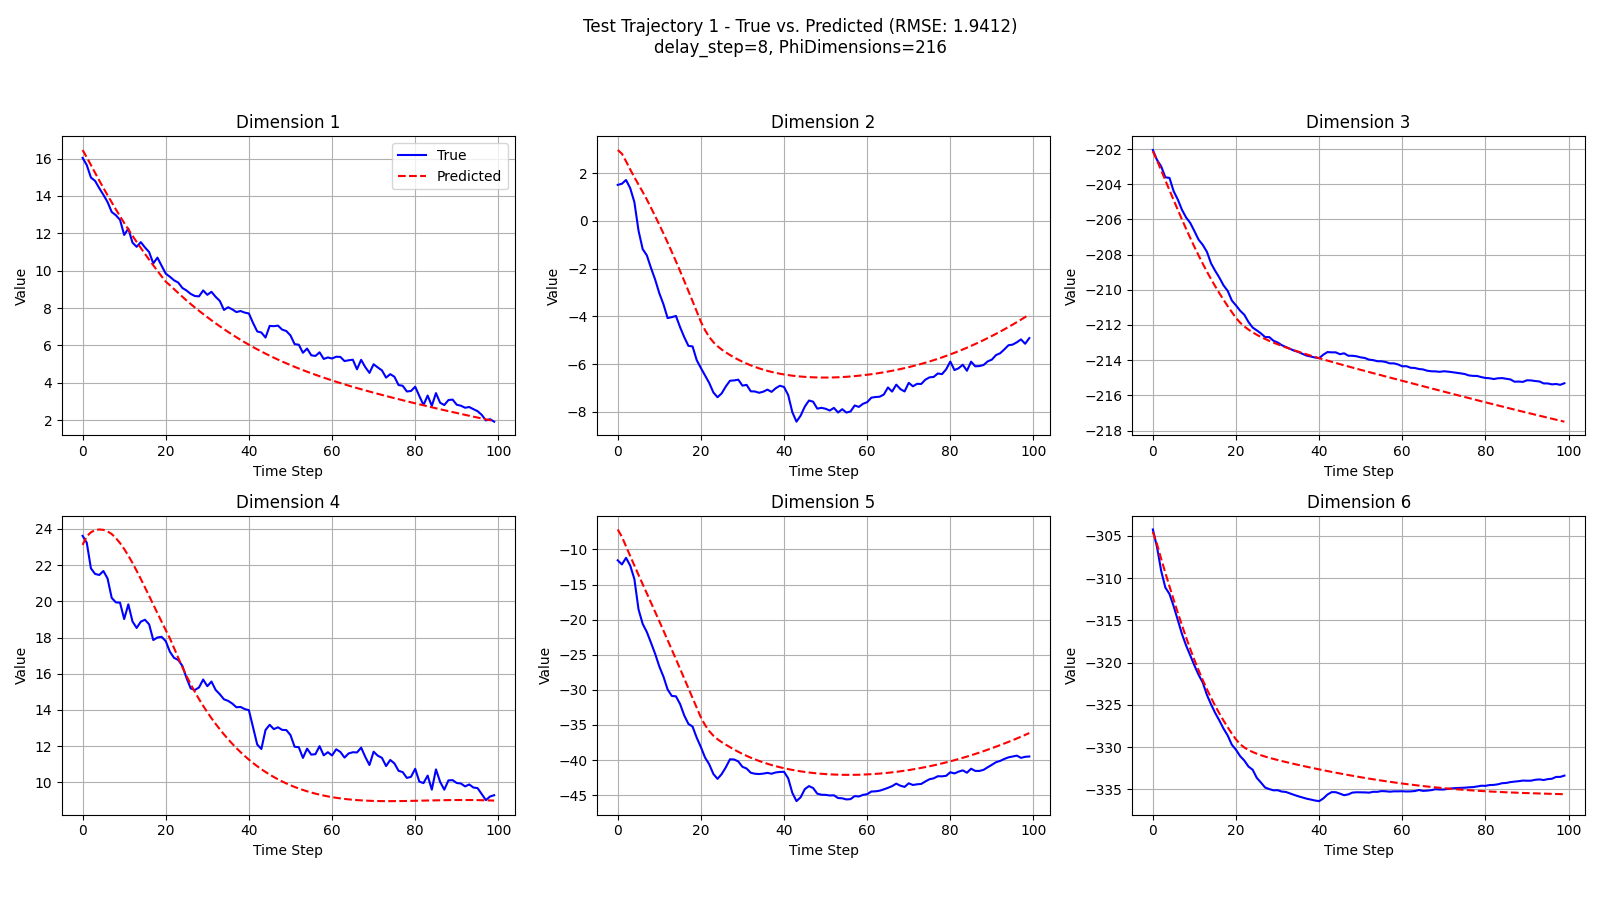 Test Trajectory 1 - True vs. Predicted (RMSE: 1.9412)
delay_step=8, PhiDimensions=216
Dimension 1
True
Predicted
Value
16
14
12
10
8
6
4
2
0 20 40 60 80 100
Time Step
Dimension 2
Value
2
0
−2
−4
−6
−8
0 20 40 60 80 100
Time Step
Dimension 3
Value
−202
−204
−206
−208
−210
−212
−214
−216
−218
0 20 40 60 80 100
Time Step
Dimension 4
Value
24
22
20
18
16
14
12
10
0 20 40 60 80 100
Time Step
Dimension 5
Value
−10
−15
−20
−25
−30
−35
−40
−45
0 20 40 60 80 100
Time Step
Dimension 6
Value
−305
−310
−315
−320
−325
−330
−335
0 20 40 60 80 100
Time Step